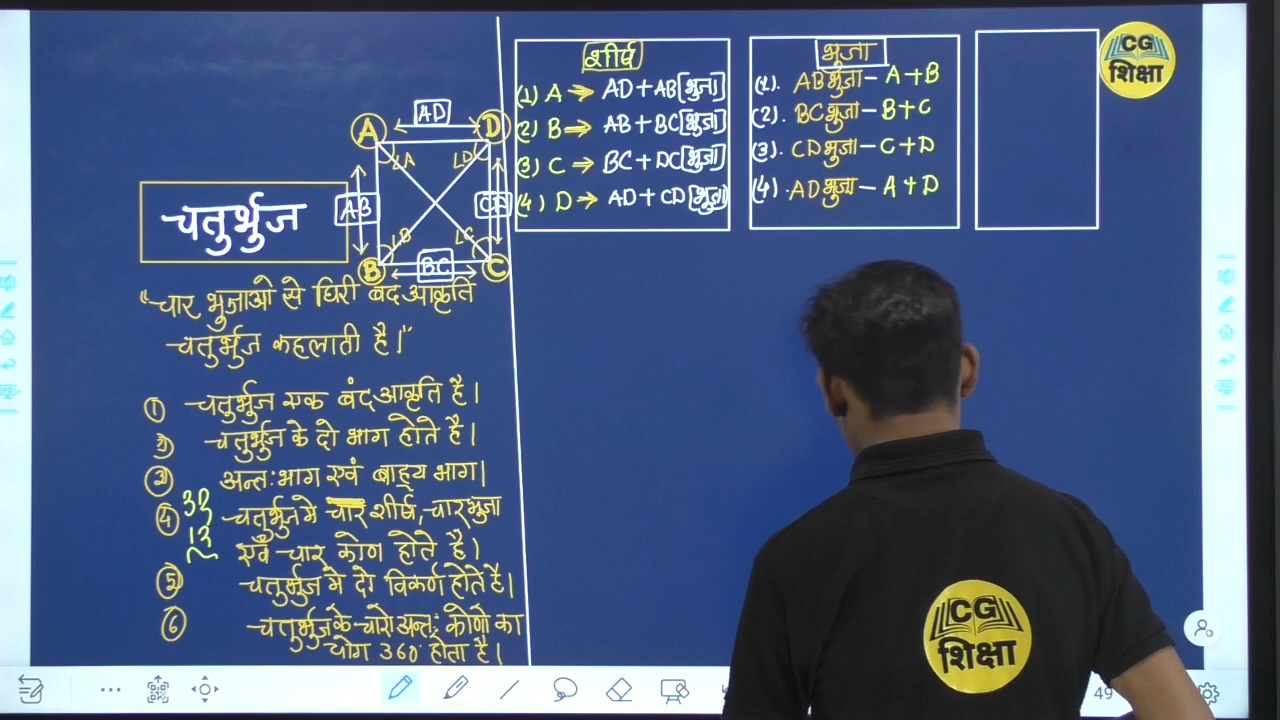 चतुर्भुज
A
AD
D
∠A
∠D
AB
CD
∠B
∠C
B
BC
C
"चार भुजाओ से घिरी बंद आकृति
चतुर्भुज कहलाती है।"
① चतुर्भुज एक बंद आकृति है।
② चतुर्भुज के दो भाग होते है।
③ अन्तः भाग एवं बाह्य भाग।
④ चतुर्भुज मे चार शीर्ष, चार भुजा
एवं चार कोण होते है।
⑤ चतुर्भुज मे दो विकर्ण होते है।
⑥ चतुर्भुज के चारो अन्तः कोणो का
योग 360° होता है।
शीर्ष
(1) A ⇒ AD + AB [भुजा]
(2) B ⇒ AB + BC [भुजा]
(3) C ⇒ BC + DC [भुजा]
(4) D ⇒ AD + CD [भुजा]
भुजा
(1). AB भुजा - A + B
(2). BC भुजा - B + C
(3). CD भुजा - C + D
(4). AD भुजा - A + D
CG
शिक्षा
CG
शिक्षा
49